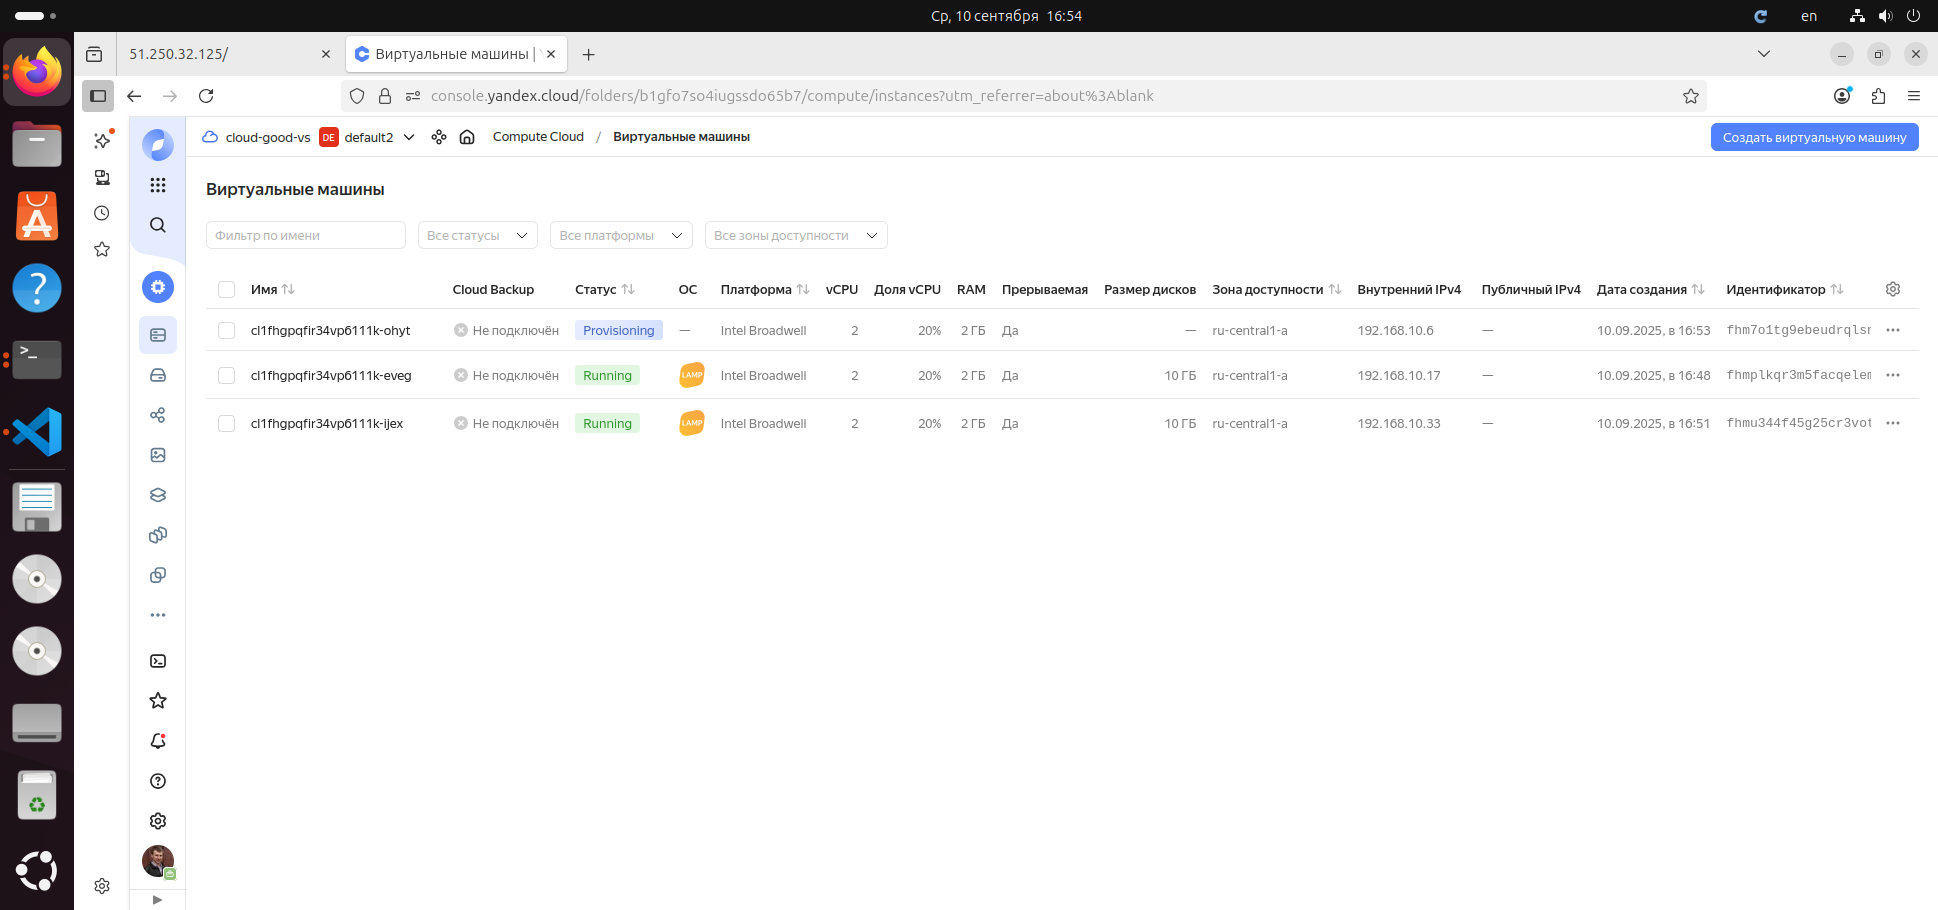 Ср, 10 сентября 16:54
en
51.250.32.125/
Виртуальные машины |
console.yandex.cloud/folders/b1gfo7so4iugssdo65b7/compute/instances?utm_referrer=about%3Ablank
cloud-good-vs DE default2 Compute Cloud / Виртуальные машины
Создать виртуальную машину
Виртуальные машины
Фильтр по имени Все статусы Все платформы Все зоны доступности
Имя Cloud Backup Статус ОС Платформа vCPU Доля vCPU RAM Прерываемая Размер дисков Зона доступности Внутренний IPv4 Публичный IPv4 Дата создания Идентификатор
cl1fhgpqfir34vp6111k-ohyt Не подключён Provisioning — Intel Broadwell 2 20% 2 ГБ Да — ru-central1-a 192.168.10.6 — 10.09.2025, в 16:53 fhm7o1tg9ebeudrqlsr
cl1fhgpqfir34vp6111k-eveg Не подключён Running LAMP Intel Broadwell 2 20% 2 ГБ Да 10 ГБ ru-central1-a 192.168.10.17 — 10.09.2025, в 16:48 fhmplkqr3m5facqelem
cl1fhgpqfir34vp6111k-ijex Не подключён Running LAMP Intel Broadwell 2 20% 2 ГБ Да 10 ГБ ru-central1-a 192.168.10.33 — 10.09.2025, в 16:51 fhmu344f45g25cr3vot